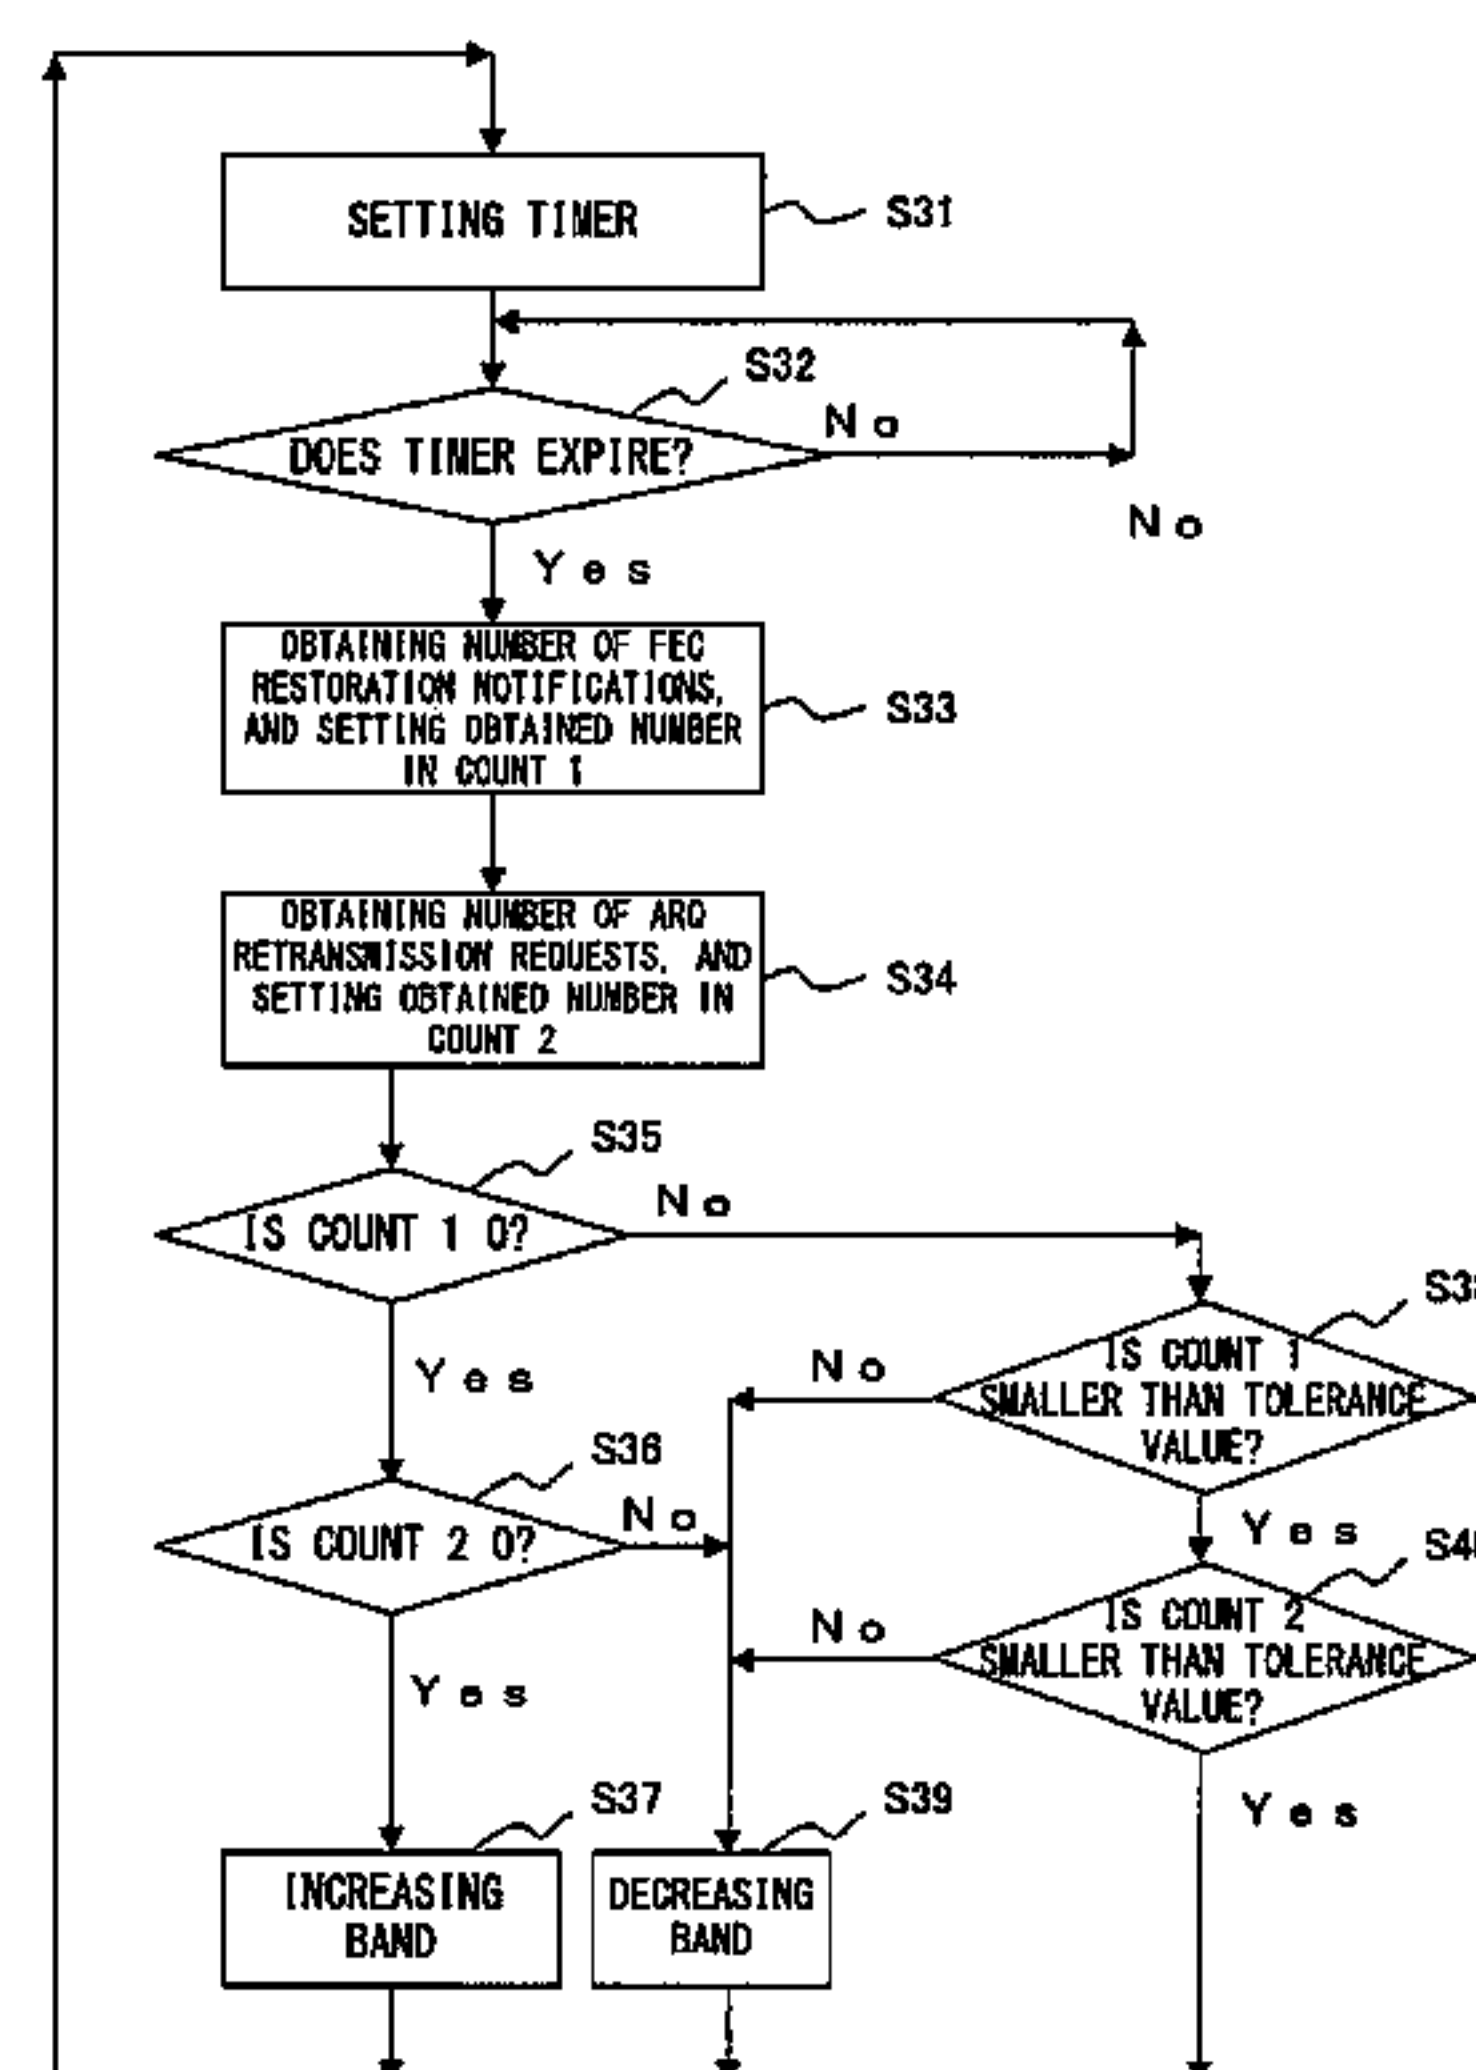 SETTING TIMER
S31
S32
DOES TIMER EXPIRE?
No
No
Yes
OBTAINING NUMBER OF FEC
RESTORATION NOTIFICATIONS,
AND SETTING OBTAINED NUMBER
IN COUNT 1
S33
OBTAINING NUMBER OF ARQ
RETRANSMISSION REQUESTS, AND
SETTING OBTAINED NUMBER IN
COUNT 2
S34
S35
IS COUNT 1 0?
No
Yes
IS COUNT 1
SMALLER THAN TOLERANCE
VALUE?
No
Yes
S36
IS COUNT 2 0?
No
Yes
IS COUNT 2
SMALLER THAN TOLERANCE
VALUE?
No
Yes
S37
INCREASING
BAND
S39
DECREASING
BAND